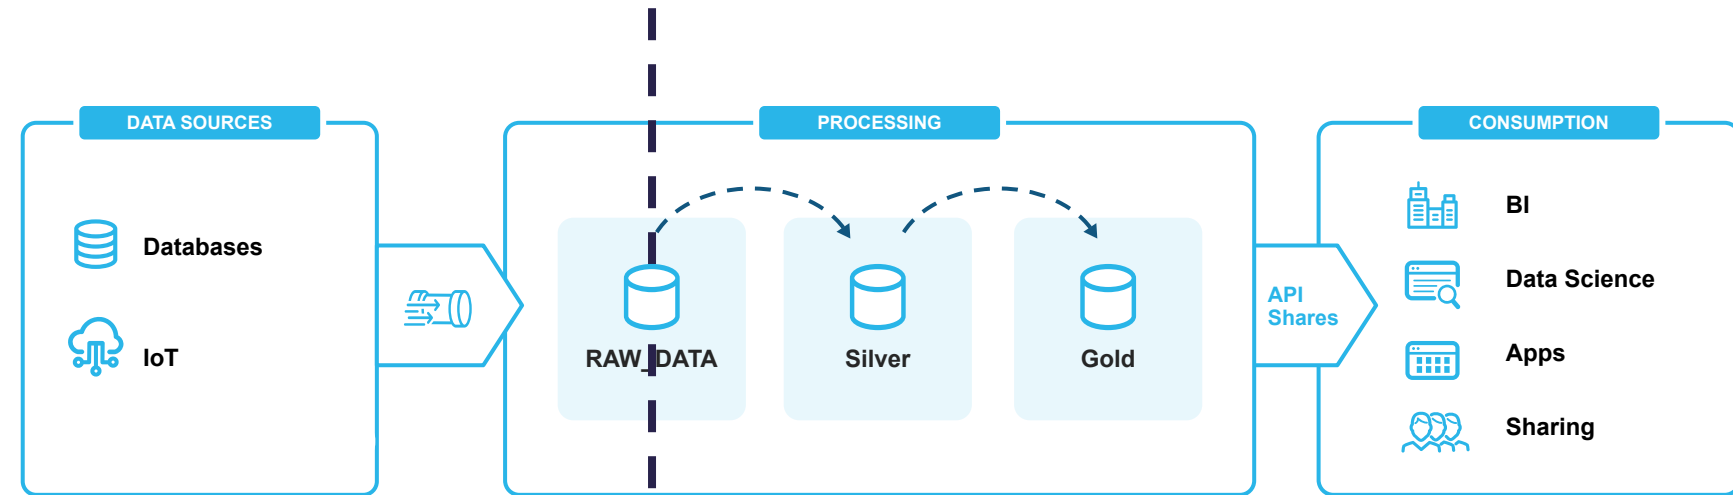 DATA SOURCES
PROCESSING
CONSUMPTION
Databases
IoT
RAW_DATA
Silver
Gold
API
Shares
BI
Data Science
Apps
Sharing